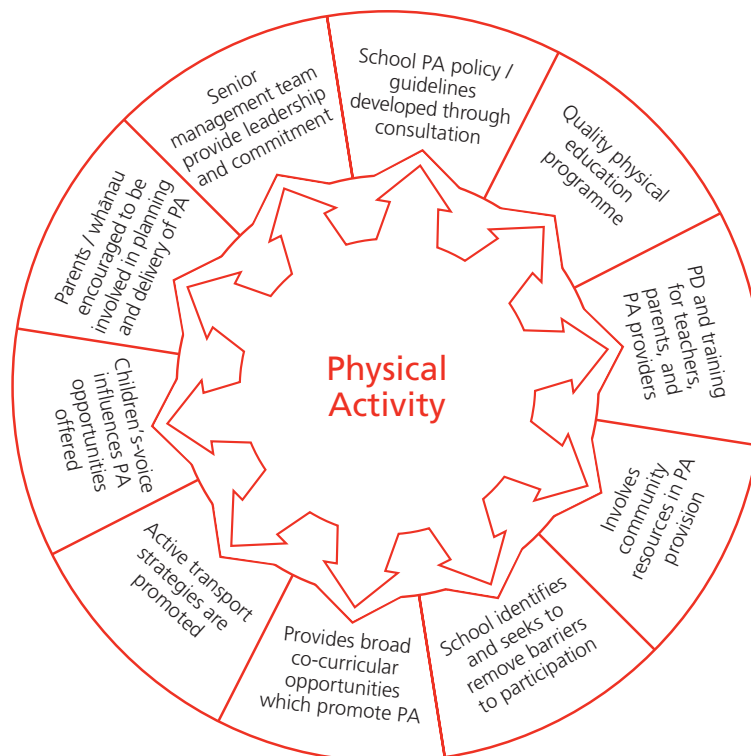 School PA policy /
guidelines
developed through
consultation
Quality physical
education
programme
PD and training
for teachers,
parents, and
PA providers
Involves
community
resources in PA
provision
School identifies
and seeks to
remove barriers
to participation
Provides broad
co-curricular
opportunities
which promote PA
Active transport
strategies are
promoted
Children's-voice
influences PA
opportunities
offered
Parents / whanau
encouraged to be
involved in planning
and delivery of PA
Senior
management team
provide leadership
and commitment
Physical
Activity